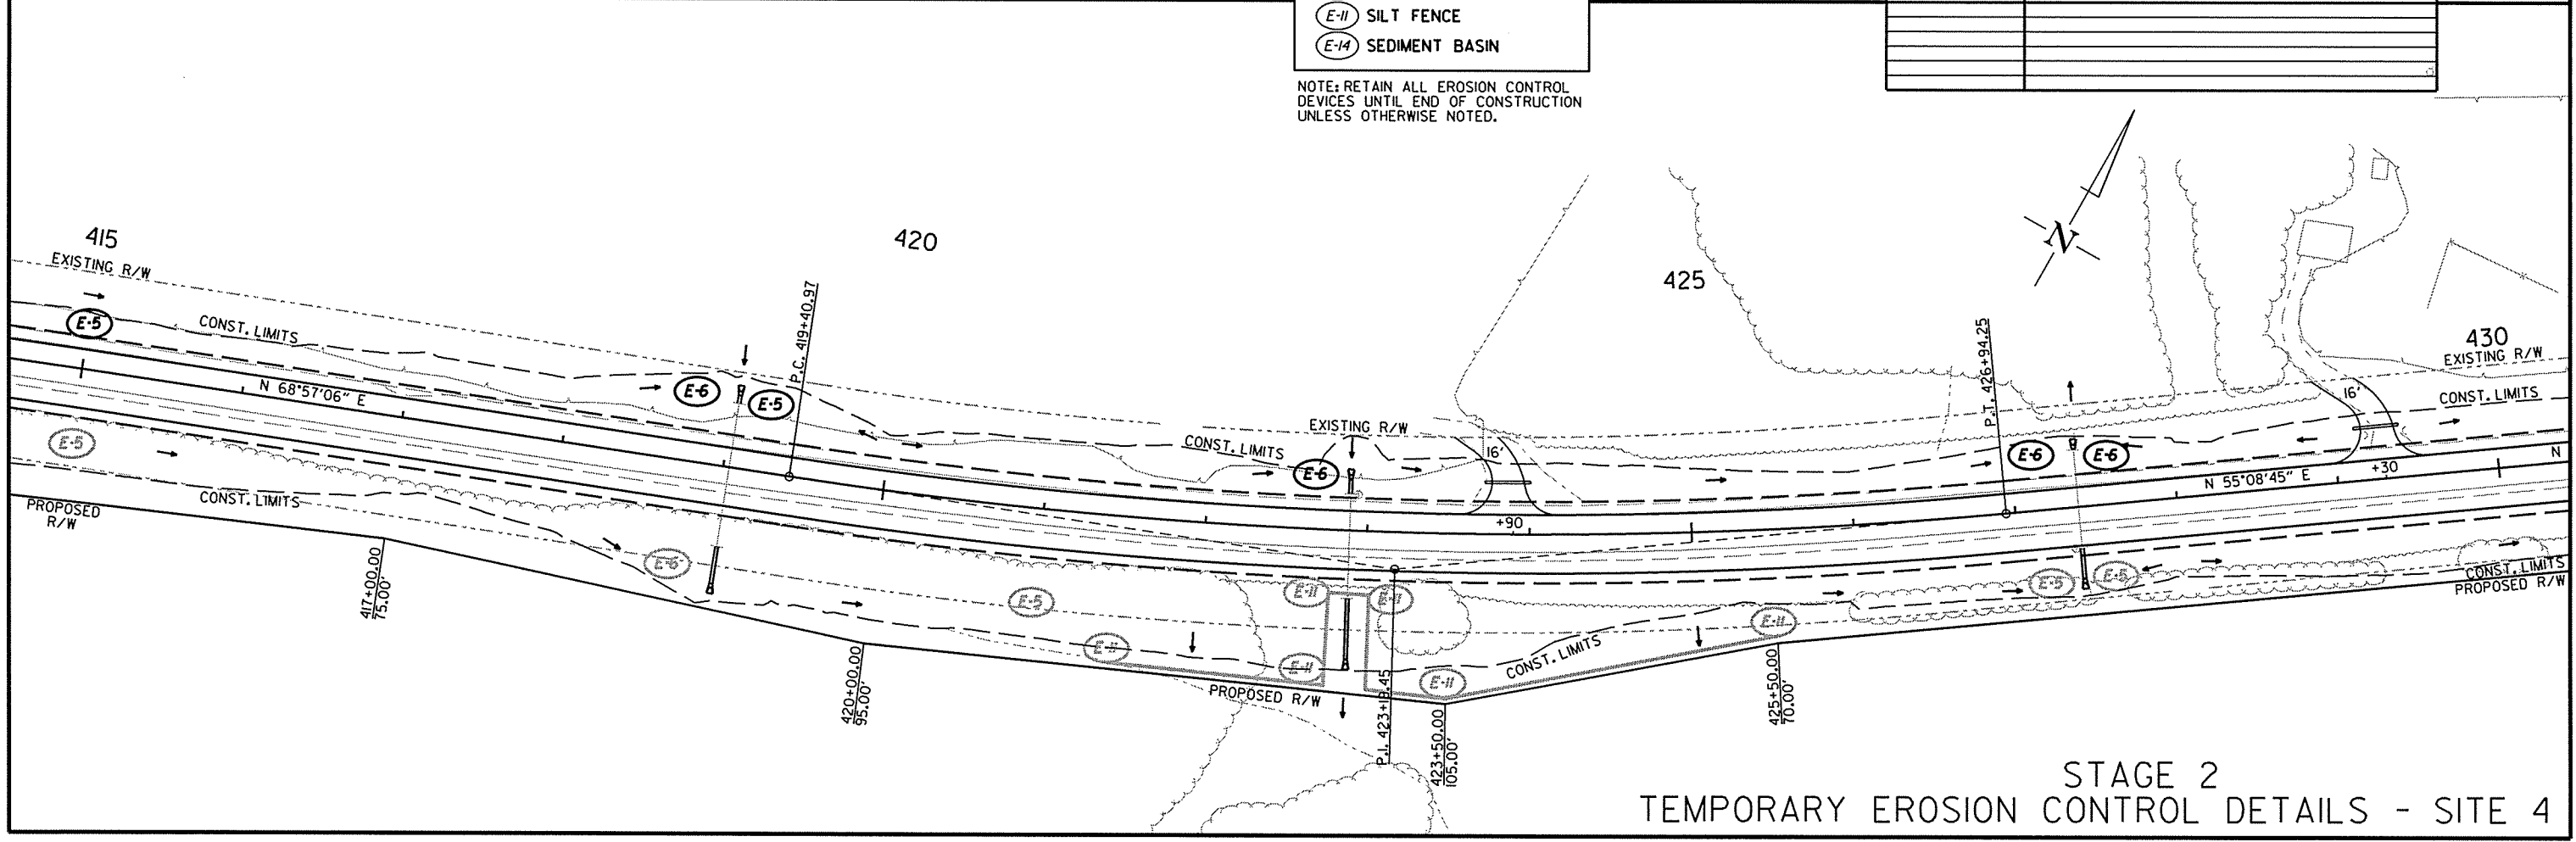 E-11 SILT FENCE
E-14 SEDIMENT BASIN
NOTE: RETAIN ALL EROSION CONTROL
DEVICES UNTIL END OF CONSTRUCTION
UNLESS OTHERWISE NOTED.
N
415
420
425
430
EXISTING R/W
EXISTING R/W
EXISTING R/W
E-5
CONST. LIMITS
P.C. 419+40.97
P.T. 426+94.25
16'
CONST. LIMITS
E-6
E-5
CONST. LIMITS
16'
E-6
E-6
E-6
N 68°57'06" E
+90
N 55°08'45" E
+30
N
E-5
CONST. LIMITS
PROPOSED
R/W
E-6
E-5
E-11
E-11
E-5
E-5
CONST. LIMITS
PROPOSED R/W
417+00.00
75.00'
E-11
E-11
E-11
E-11
CONST. LIMITS
PROPOSED R/W
420+00.00
95.00'
P.I. 423+18.45
423+50.00
105.00'
425+50.00
70.00'
STAGE 2
TEMPORARY EROSION CONTROL DETAILS - SITE 4